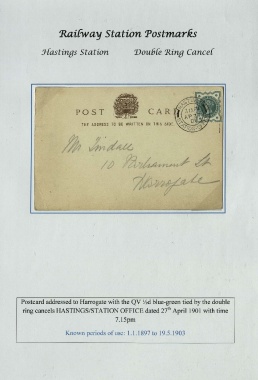 Railway Station Postmarks
Hastings Station Double Ring Cancel
POST CARD
THE ADDRESS TO BE WRITTEN ON THIS SIDE
Mr Tindall
10 Parliament St
Harrogate
Postcard addressed to Harrogate with the QV ½d blue-green tied by the double
ring cancels HASTINGS/STATION OFFICE dated 27th April 1901 with time
7.15pm
Known periods of use: 1.1.1897 to 19.5.1903